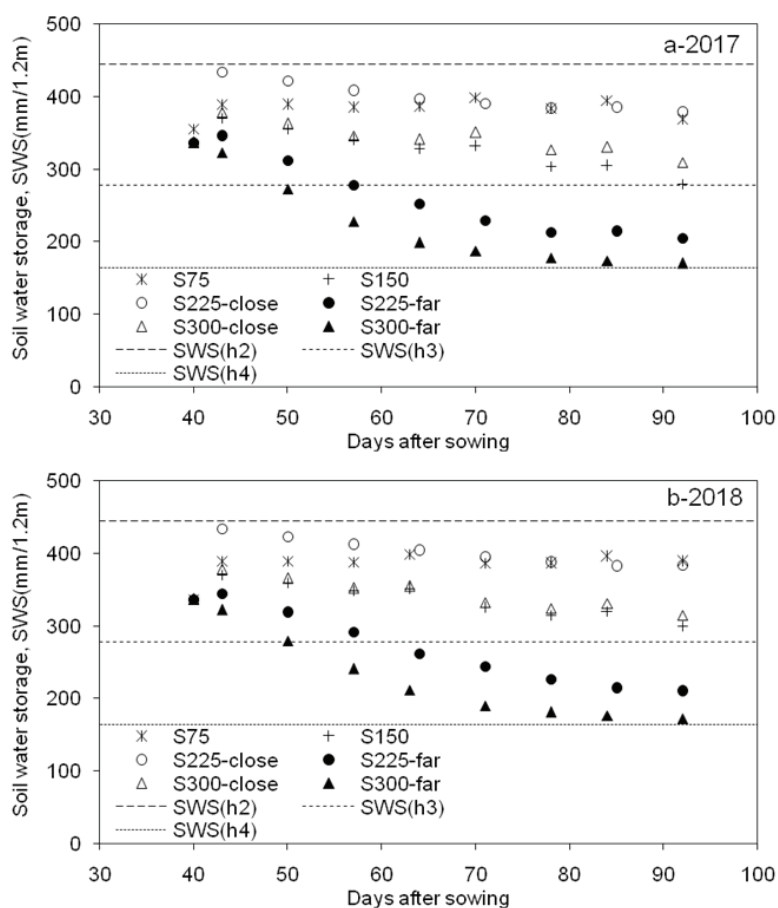 a-2017
500
400
300
200
100
0
Soil water storage, SWS(mm/1.2m)
S75 S150
S225-close S225-far
S300-close S300-far
SWS(h2) SWS(h3)
SWS(h4)
30 40 50 60 70 80 90 100
Days after sowing
b-2018
500
400
300
200
100
0
Soil water storage, SWS(mm/1.2m)
S75 S150
S225-close S225-far
S300-close S300-far
SWS(h2) SWS(h3)
SWS(h4)
30 40 50 60 70 80 90 100
Days after sowing